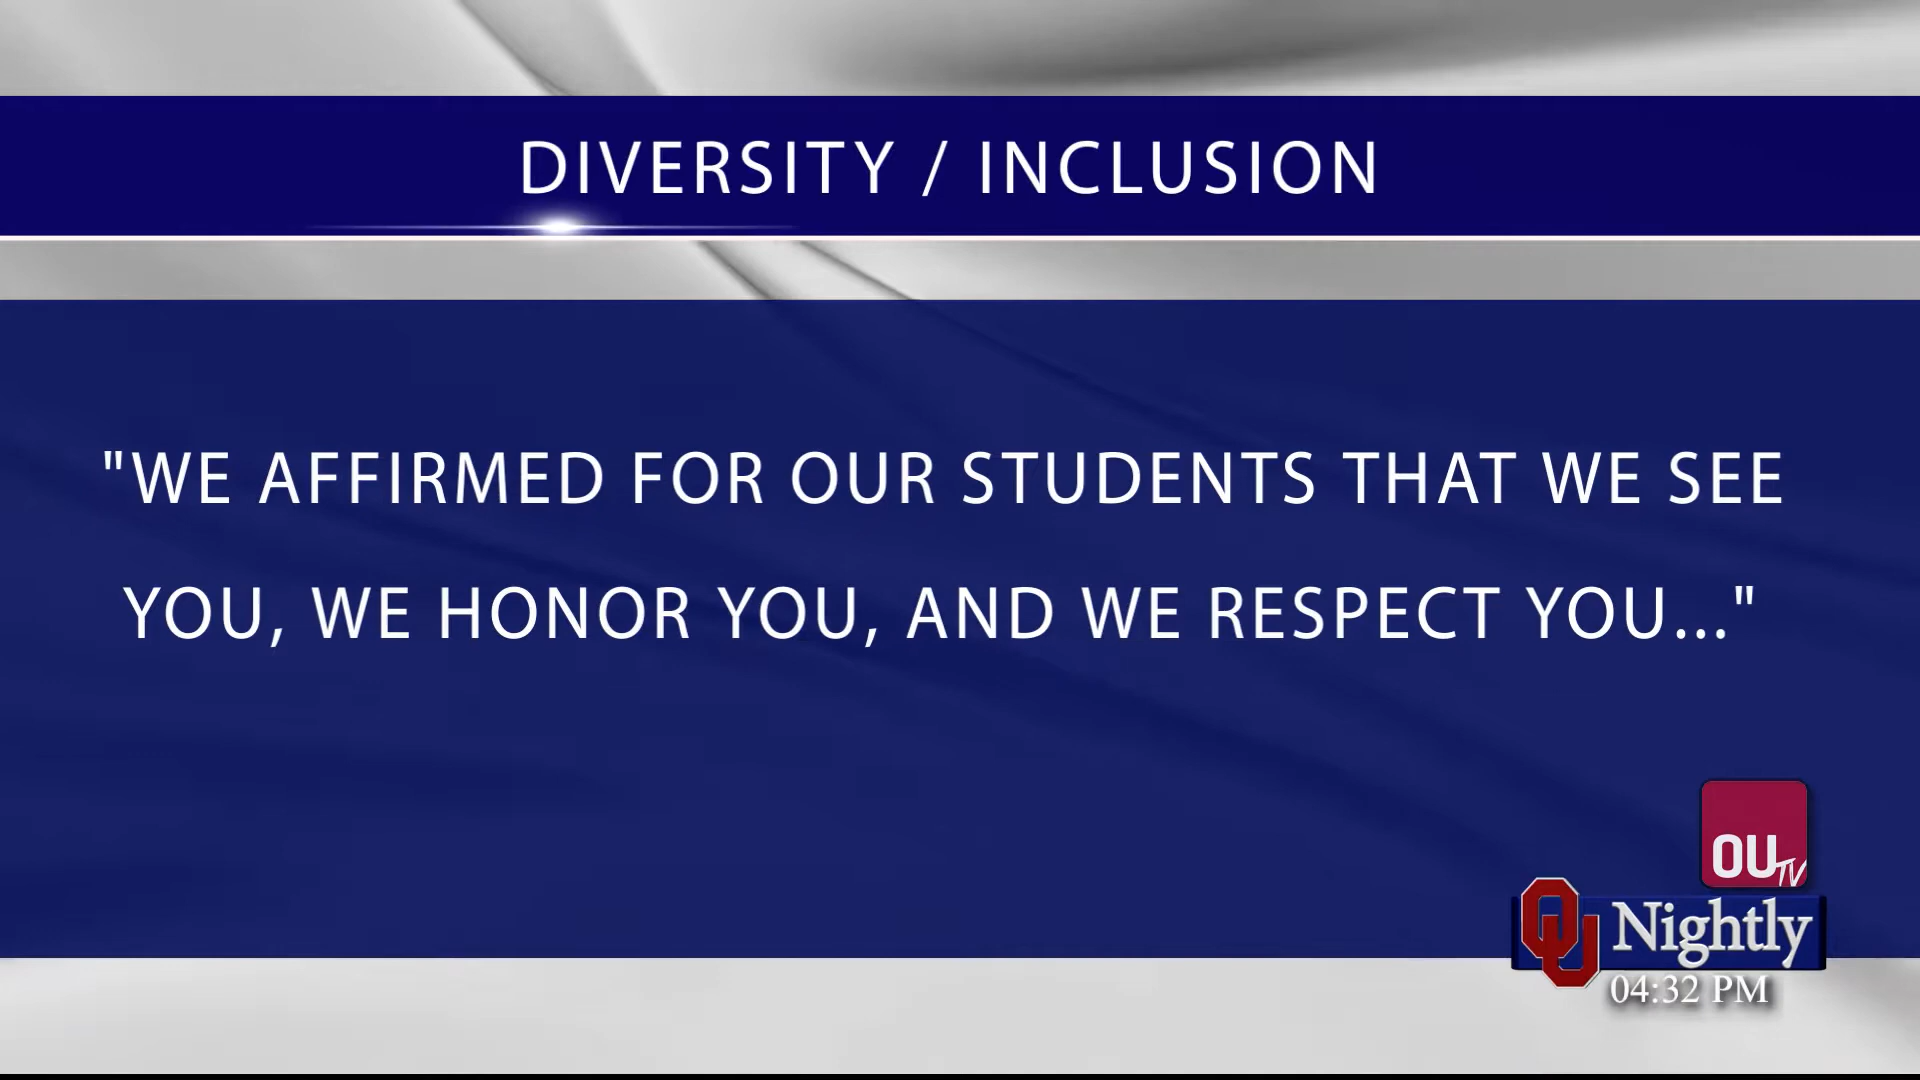 DIVERSITY / INCLUSION
"WE AFFIRMED FOR OUR STUDENTS THAT WE SEE
YOU, WE HONOR YOU, AND WE RESPECT YOU..."
OUTV
OU Nightly
04:32 PM